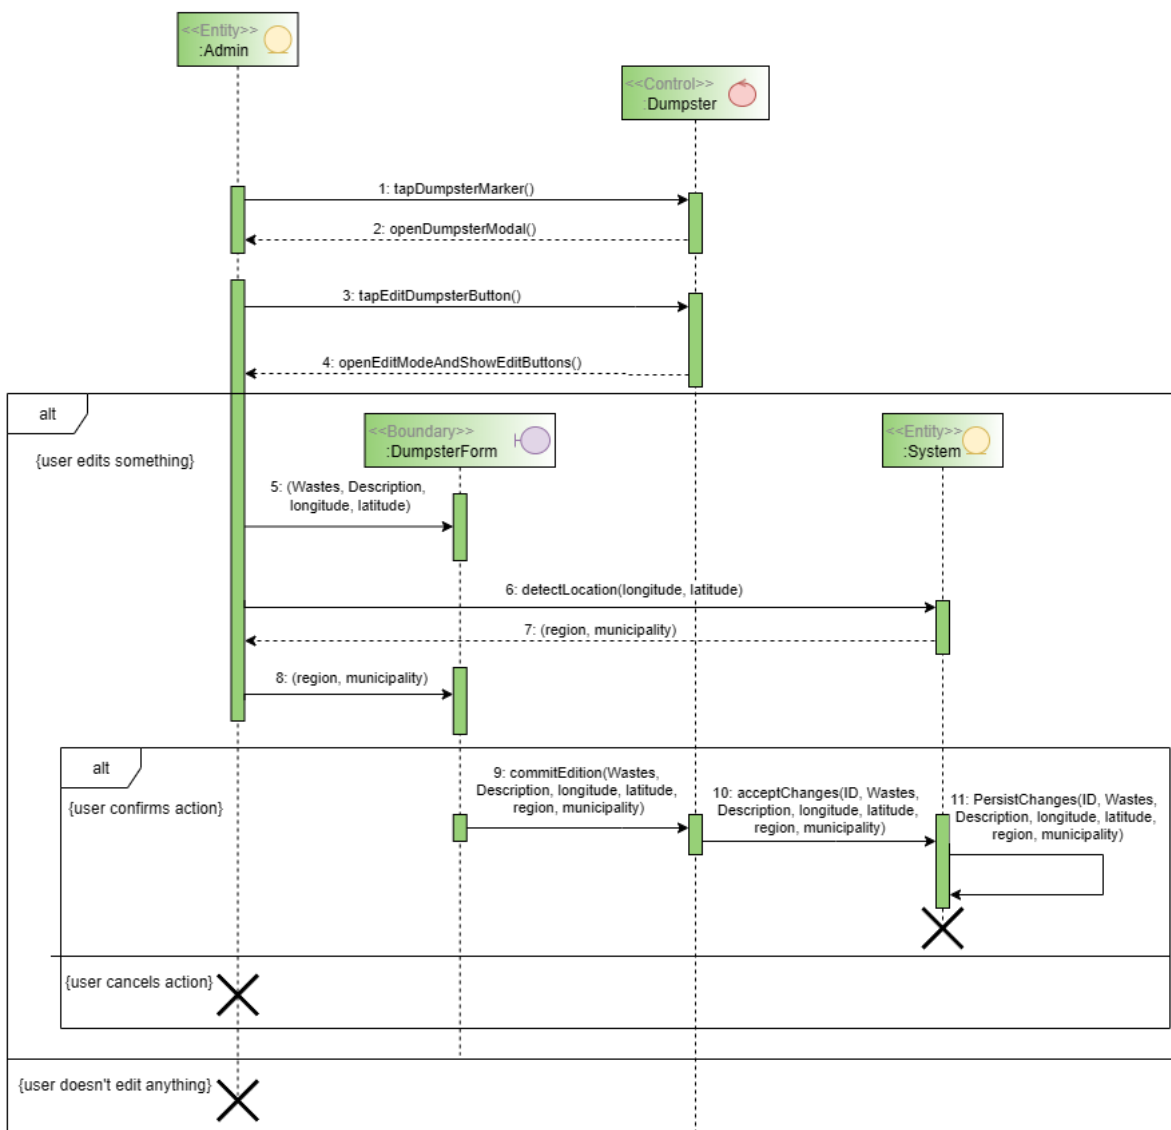 <<Entity>>
:Admin
<<Control>>
:Dumpster
1: tapDumpsterMarker()
2: openDumpsterModal()
3: tapEditDumpsterButton()
4: openEditModeAndShowEditButtons()
alt
{user edits something}
<<Boundary>>
:DumpsterForm
<<Entity>>
:System
5: (Wastes, Description,
longitude, latitude)
6: detectLocation(longitude, latitude)
7: (region, municipality)
8: (region, municipality)
alt
{user confirms action}
9: commitEdition(Wastes,
Description, longitude, latitude,
region, municipality)
10: acceptChanges(ID, Wastes,
Description, longitude, latitude,
region, municipality)
11: PersistChanges(ID, Wastes,
Description, longitude, latitude,
region, municipality)
{user cancels action}
{user doesn't edit anything}